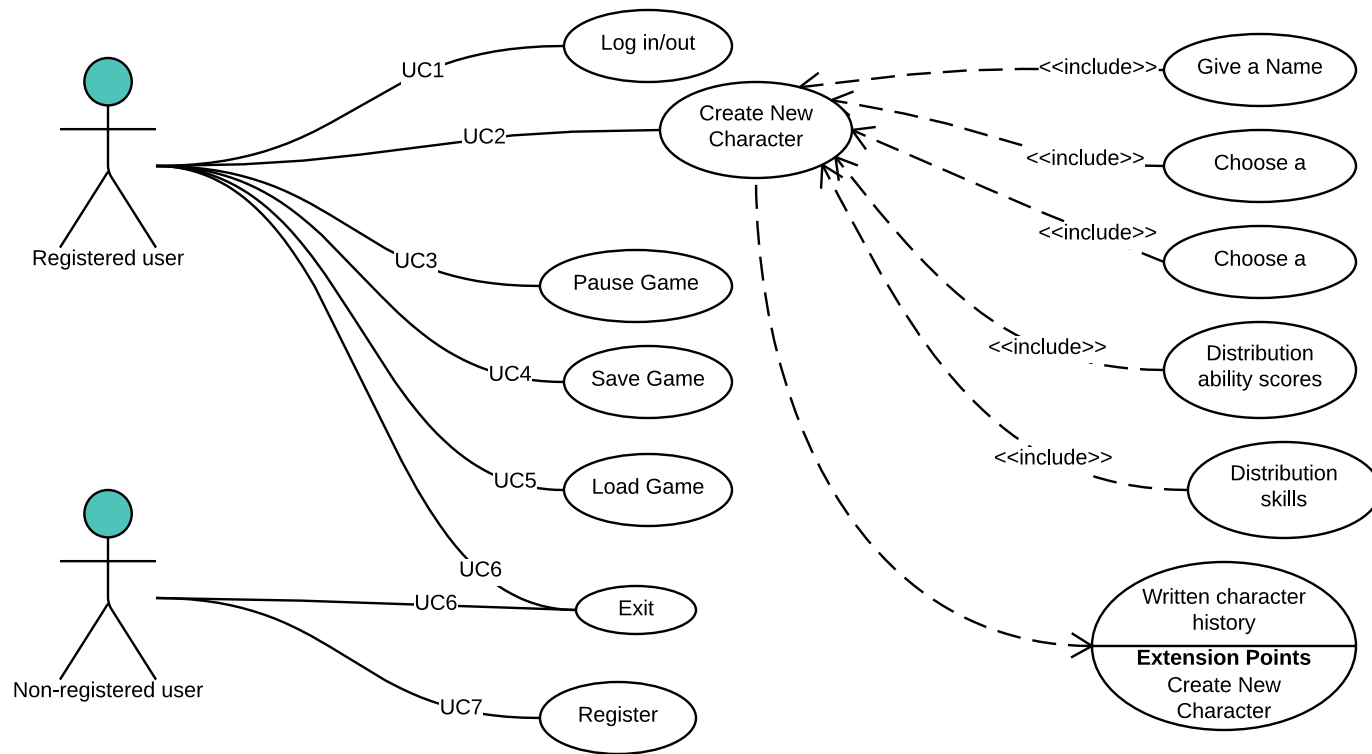 Log in/out
UC1
<<include>>
Give a Name
Create New
Character
UC2
<<include>>
Choose a
<<include>>
Choose a
Registered user
UC3
Pause Game
UC4
Save Game
<<include>>
Distribution
ability scores
UC5
Load Game
<<include>>
Distribution
skills
UC6
UC6
Exit
Written character
history
Extension Points
Create New
Character
Non-registered user
UC7
Register